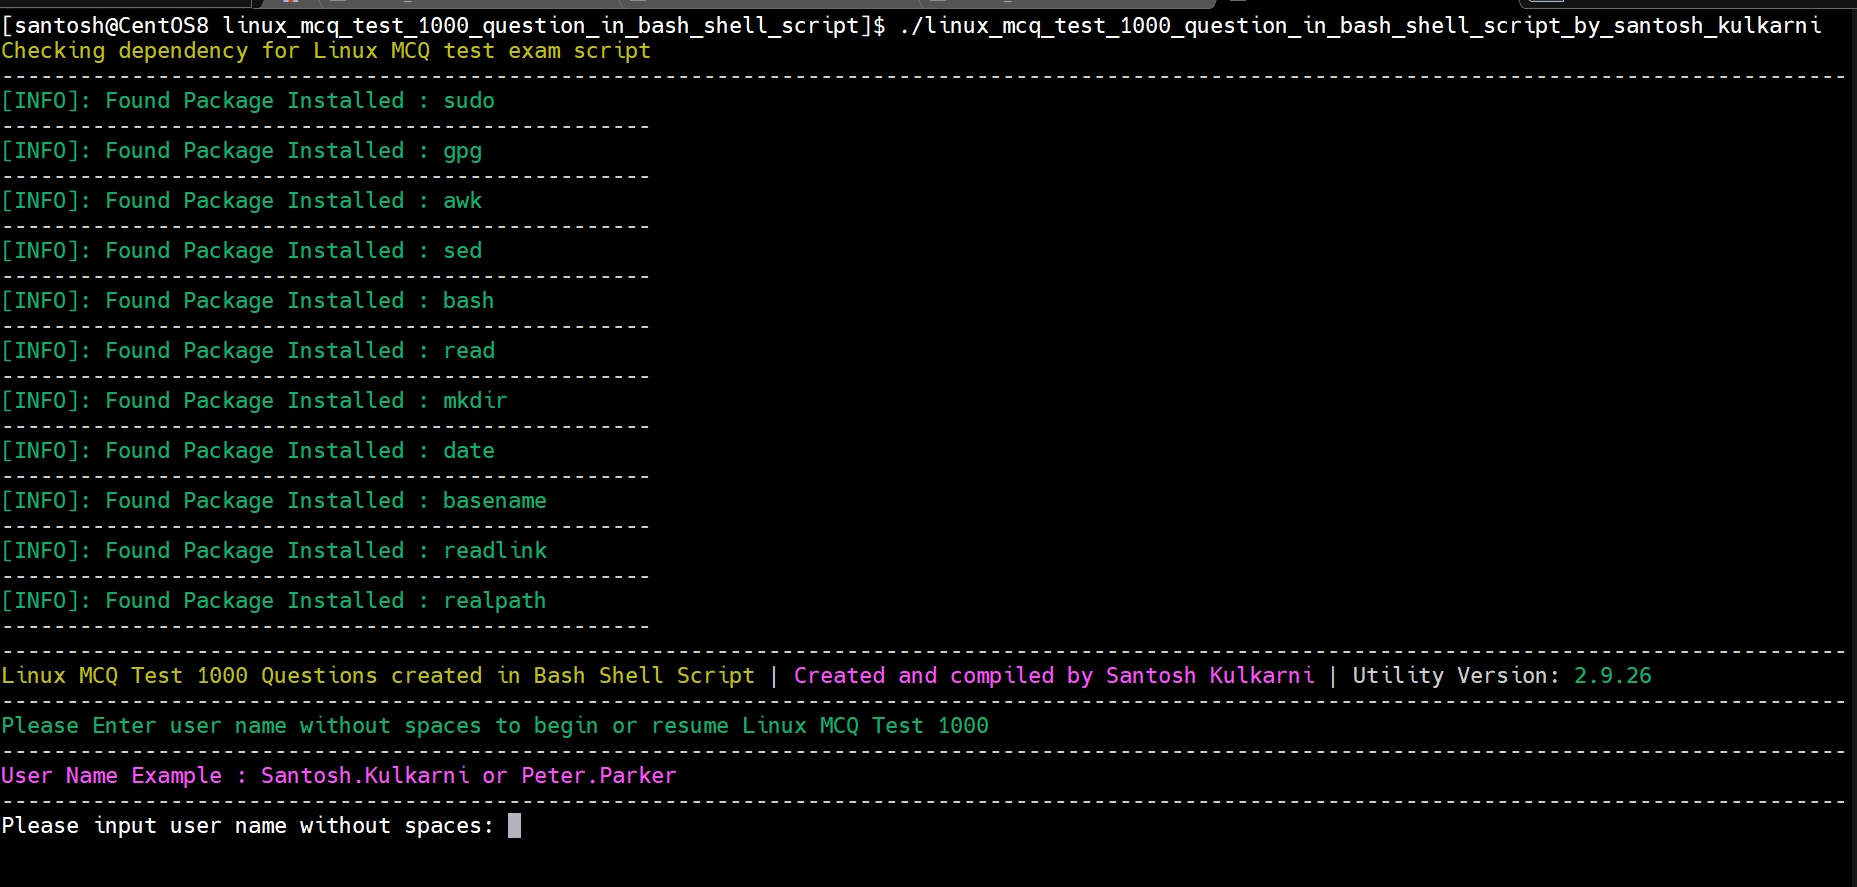 [santosh@CentOS8 linux_mcq_test_1000_question_in_bash_shell_script]$ ./linux_mcq_test_1000_question_in_bash_shell_script_by_santosh_kulkarni
Checking dependency for Linux MCQ test exam script
----------------------------------------------------------------------------------------------------------------------------------------------
[INFO]: Found Package Installed : sudo
--------------------------------------------------
[INFO]: Found Package Installed : gpg
--------------------------------------------------
[INFO]: Found Package Installed : awk
--------------------------------------------------
[INFO]: Found Package Installed : sed
--------------------------------------------------
[INFO]: Found Package Installed : bash
--------------------------------------------------
[INFO]: Found Package Installed : read
--------------------------------------------------
[INFO]: Found Package Installed : mkdir
--------------------------------------------------
[INFO]: Found Package Installed : date
--------------------------------------------------
[INFO]: Found Package Installed : basename
--------------------------------------------------
[INFO]: Found Package Installed : readlink
--------------------------------------------------
[INFO]: Found Package Installed : realpath
--------------------------------------------------
----------------------------------------------------------------------------------------------------------------------------------------------
Linux MCQ Test 1000 Questions created in Bash Shell Script | Created and compiled by Santosh Kulkarni | Utility Version: 2.9.26
----------------------------------------------------------------------------------------------------------------------------------------------
Please Enter user name without spaces to begin or resume Linux MCQ Test 1000
----------------------------------------------------------------------------------------------------------------------------------------------
User Name Example : Santosh.Kulkarni or Peter.Parker
----------------------------------------------------------------------------------------------------------------------------------------------
Please input user name without spaces: